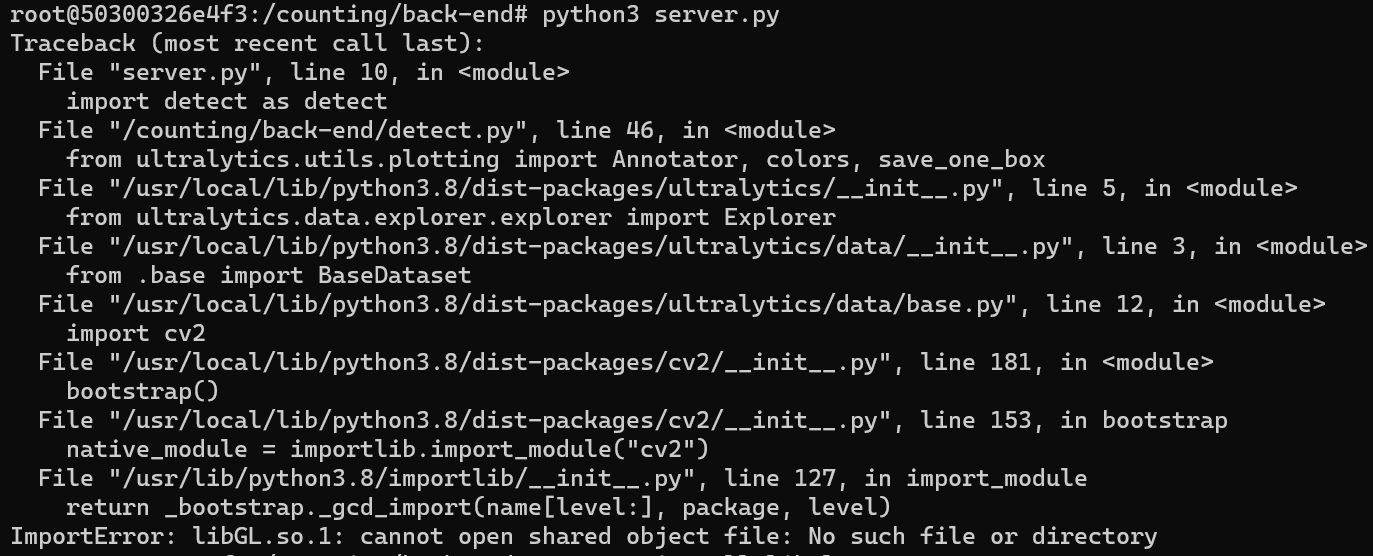 root@50300326e4f3:/counting/back-end# python3 server.py
Traceback (most recent call last):
  File "server.py", line 10, in <module>
    import detect as detect
  File "/counting/back-end/detect.py", line 46, in <module>
    from ultralytics.utils.plotting import Annotator, colors, save_one_box
  File "/usr/local/lib/python3.8/dist-packages/ultralytics/__init__.py", line 5, in <module>
    from ultralytics.data.explorer.explorer import Explorer
  File "/usr/local/lib/python3.8/dist-packages/ultralytics/data/__init__.py", line 3, in <module>
    from .base import BaseDataset
  File "/usr/local/lib/python3.8/dist-packages/ultralytics/data/base.py", line 12, in <module>
    import cv2
  File "/usr/local/lib/python3.8/dist-packages/cv2/__init__.py", line 181, in <module>
    bootstrap()
  File "/usr/local/lib/python3.8/dist-packages/cv2/__init__.py", line 153, in bootstrap
    native_module = importlib.import_module("cv2")
  File "/usr/lib/python3.8/importlib/__init__.py", line 127, in import_module
    return _bootstrap._gcd_import(name[level:], package, level)
ImportError: libGL.so.1: cannot open shared object file: No such file or directory